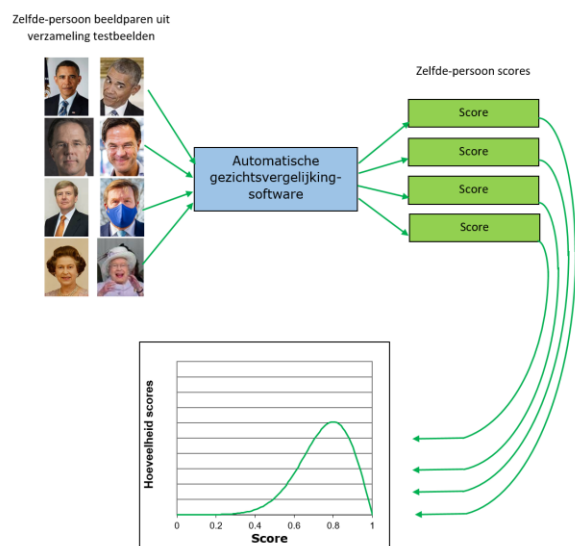 Zelfde-persoon beeldparen uit
verzameling testbeelden
Zelfde-persoon scores
Automatische
gezichtsvergelijking-
software
Score
Score
Score
Score
Hoeveelheid scores
0
0.2
0.4
0.6
0.8
1
Score